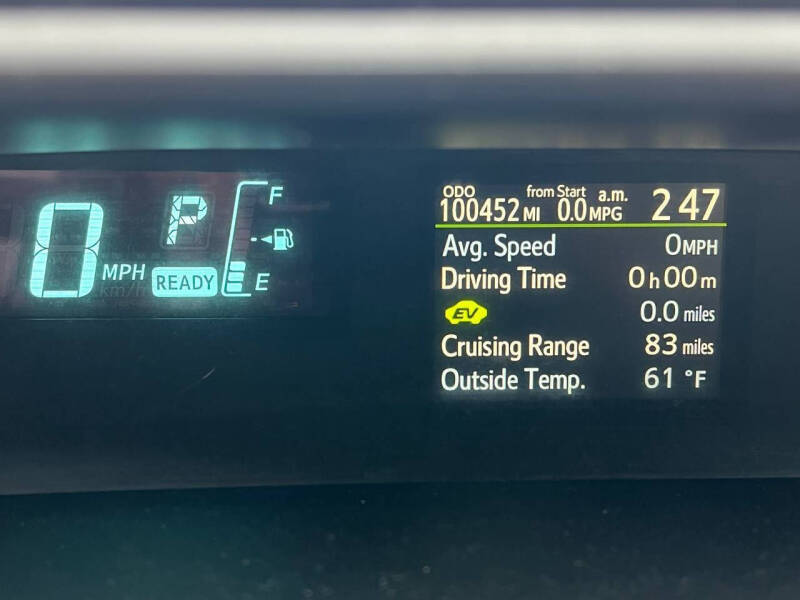 0 MPH
km/h
P
READY
F
E
ODO from Start a.m.
100452 MI 0.0 MPG 2 47
Avg. Speed 0 MPH
Driving Time 0 h 00 m
EV 0.0 miles
Cruising Range 83 miles
Outside Temp. 61 °F